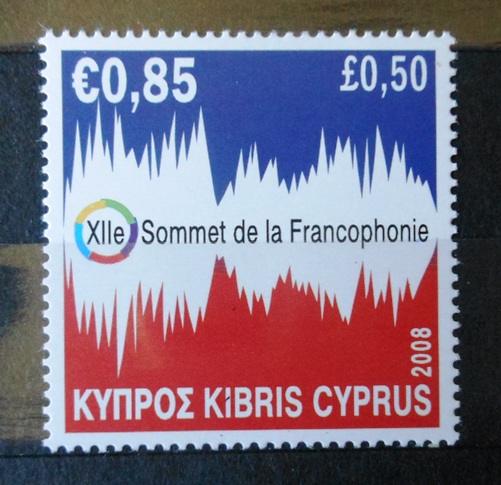 €0,85 £0,50
XIIe Sommet de la Francophonie
2008
ΚΥΠΡΟΣ KIBRIS CYPRUS